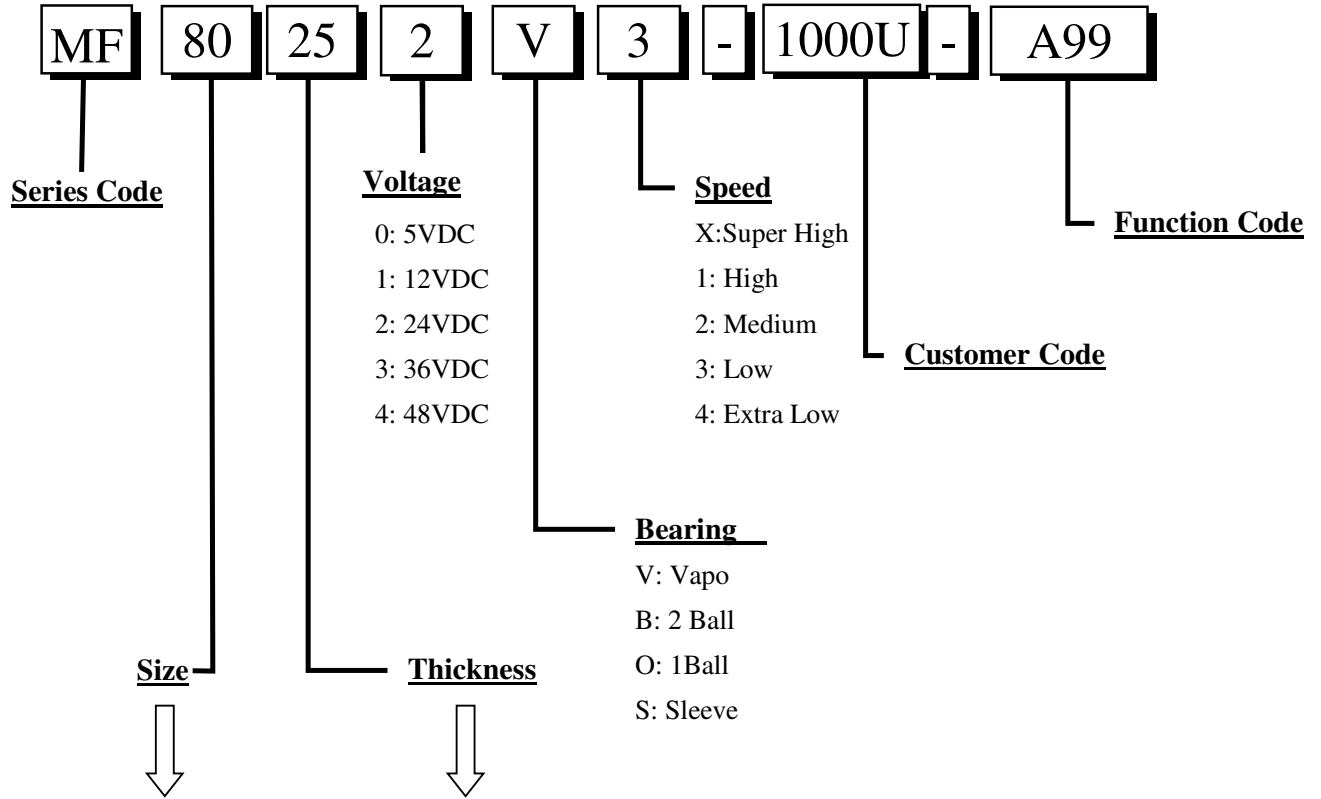 MF 80 25 2 V 3 - 1000U - A99
Series Code
Voltage
0: 5VDC
1: 12VDC
2: 24VDC
3: 36VDC
4: 48VDC
Speed
X:Super High
1: High
2: Medium
3: Low
4: Extra Low
Function Code
Customer Code
Bearing
V: Vapo
B: 2 Ball
O: 1Ball
S: Sleeve
Size
Thickness